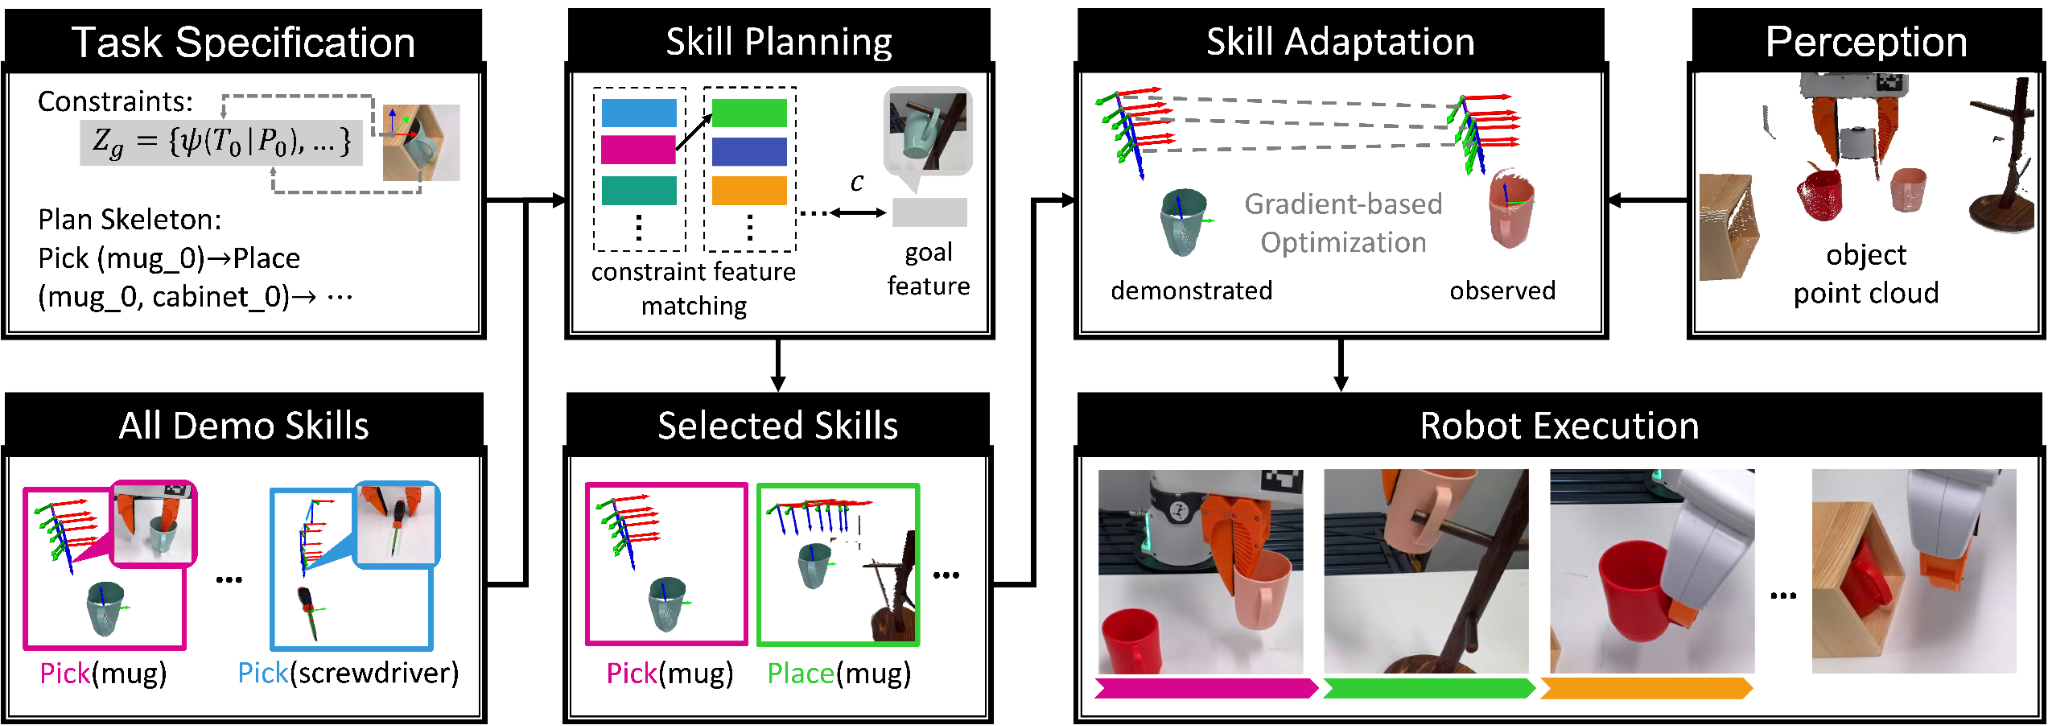 Task Specification
Constraints:
Z_g = {ψ(T_0|P_0), ...}
Plan Skeleton:
Pick (mug_0)→Place
(mug_0, cabinet_0)→ ⋯
Skill Planning
c
constraint feature
matching
goal
feature
Skill Adaptation
Gradient-based
Optimization
demonstrated
observed
Perception
object
point cloud
All Demo Skills
...
Pick(mug)
Pick(screwdriver)
Selected Skills
...
Pick(mug)
Place(mug)
Robot Execution
...